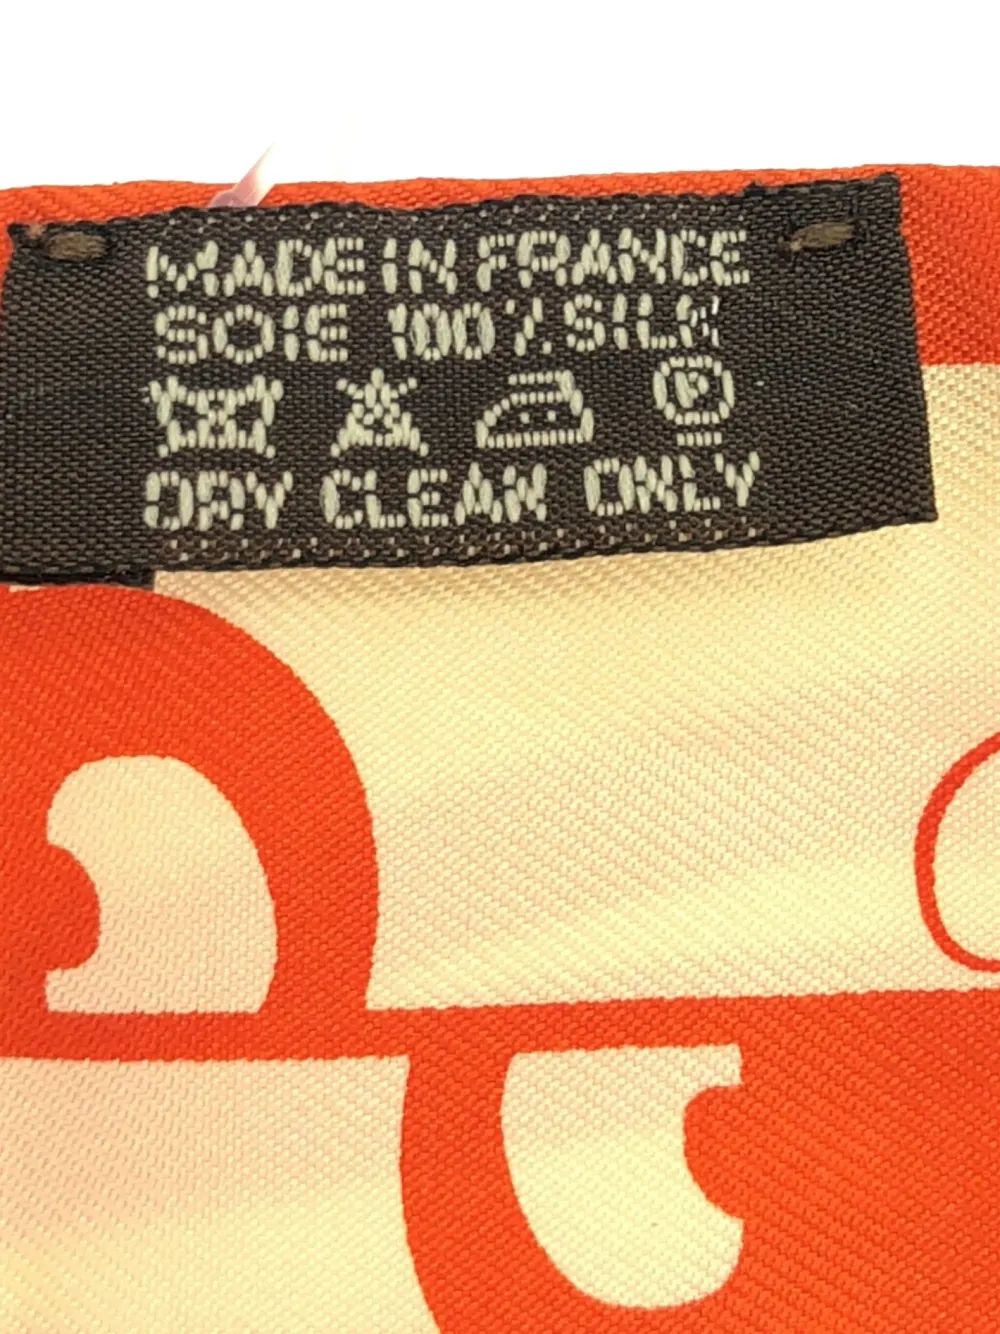 MADE IN FRANCE
SOIE 100% SILK
P
DRY CLEAN ONLY